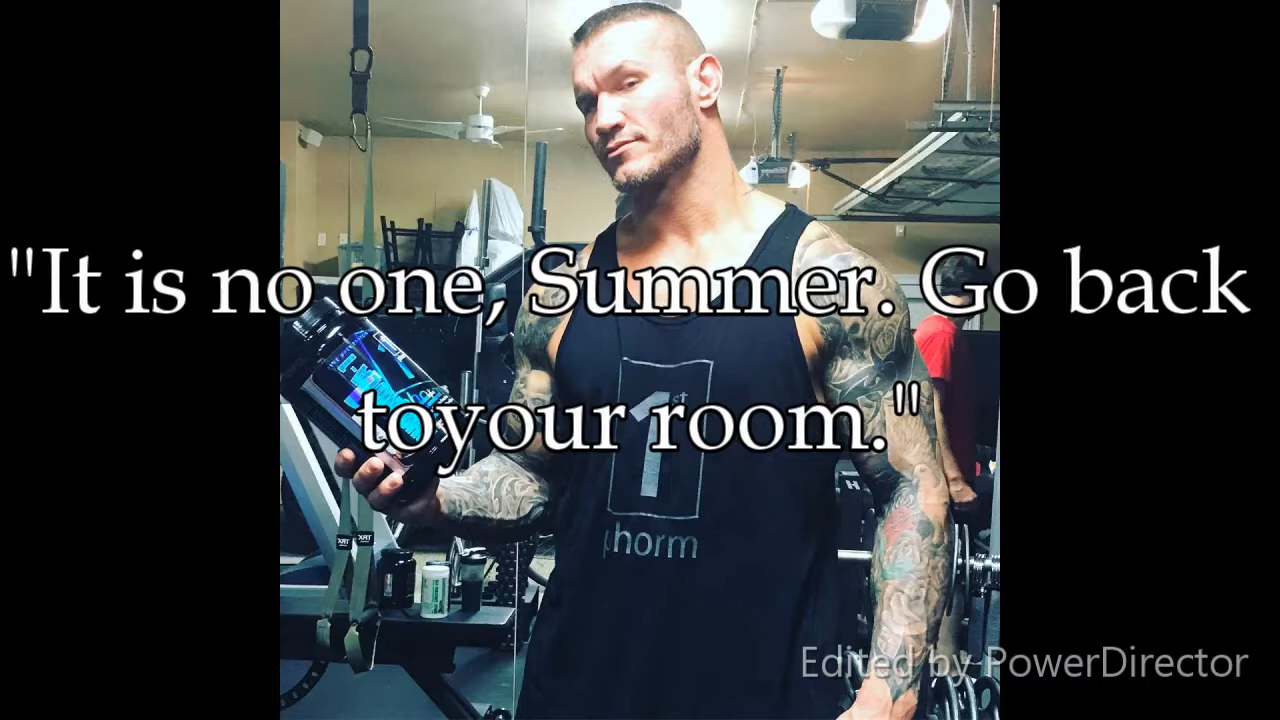 "It is no one, Summer. Go back
toyour room."
1st
phorm
Edited by PowerDirector